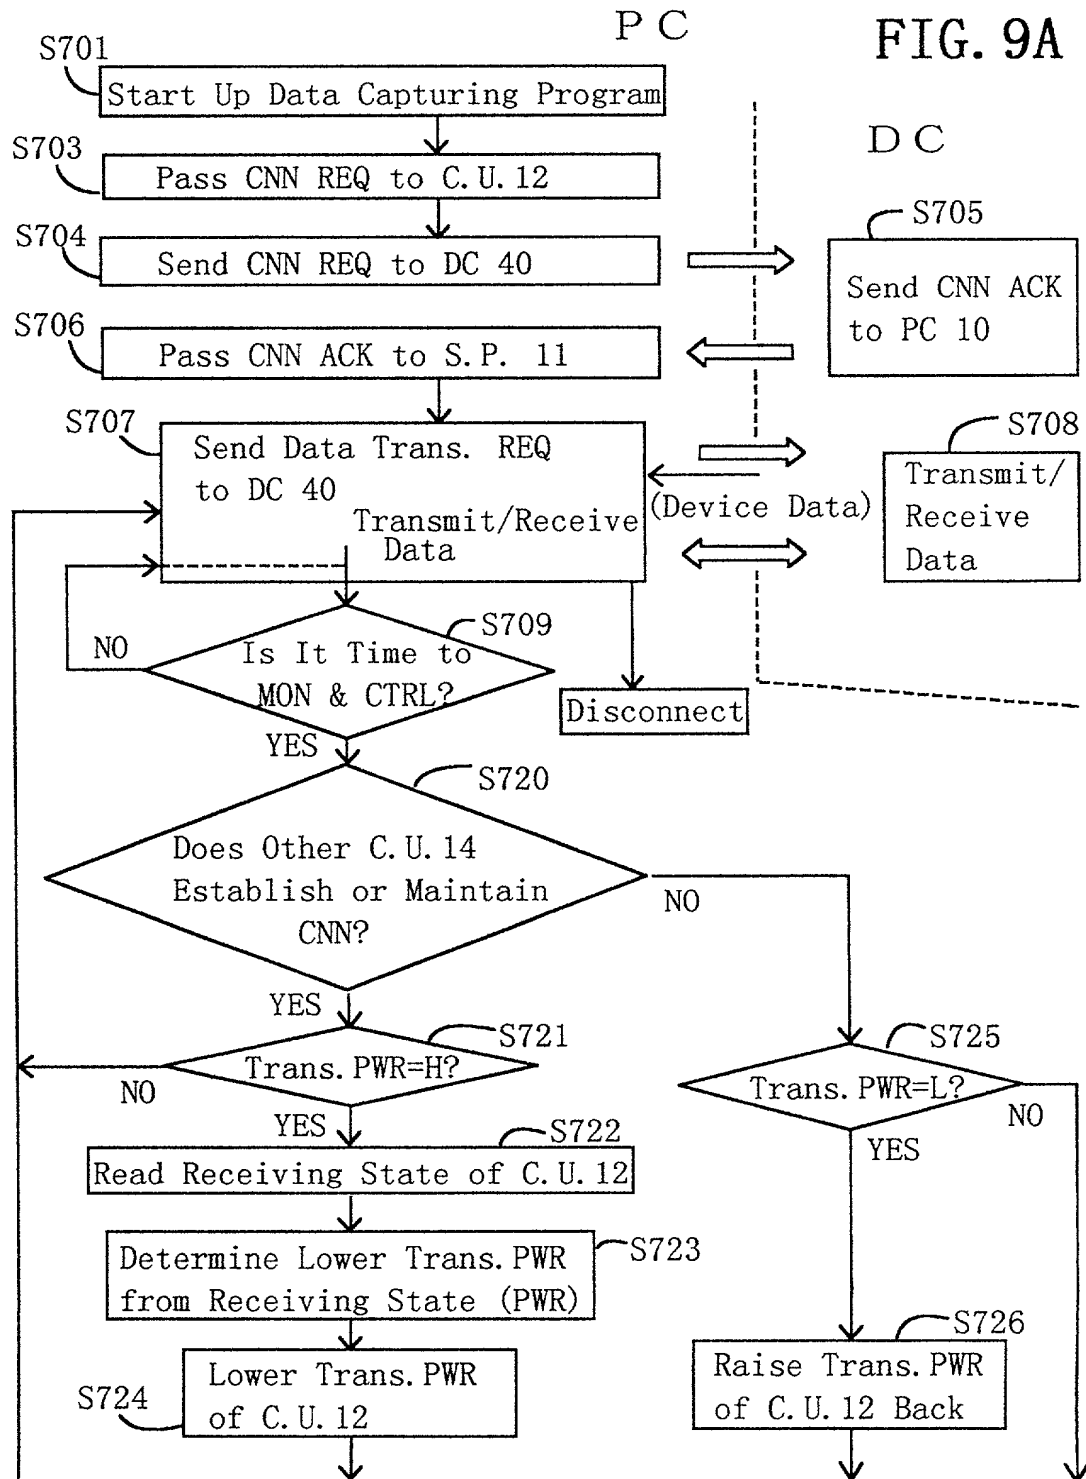 P C
FIG. 9A
S701
Start Up Data Capturing Program
D C
S703
Pass CNN REQ to C.U.12
S704
Send CNN REQ to DC 40
S705
Send CNN ACK
to PC 10
S706
Pass CNN ACK to S.P. 11
S707
Send Data Trans. REQ
to DC 40
Transmit/Receive
Data
(Device Data)
S708
Transmit/
Receive
Data
S709
Is It Time to
MON & CTRL?
NO
YES
Disconnect
S720
Does Other C.U.14
Establish or Maintain
CNN?
NO
YES
S721
Trans.PWR=H?
NO
YES
S725
Trans.PWR=L?
NO
YES
S722
Read Receiving State of C.U.12
S723
Determine Lower Trans.PWR
from Receiving State (PWR)
S724
Lower Trans.PWR
of C.U.12
S726
Raise Trans.PWR
of C.U.12 Back